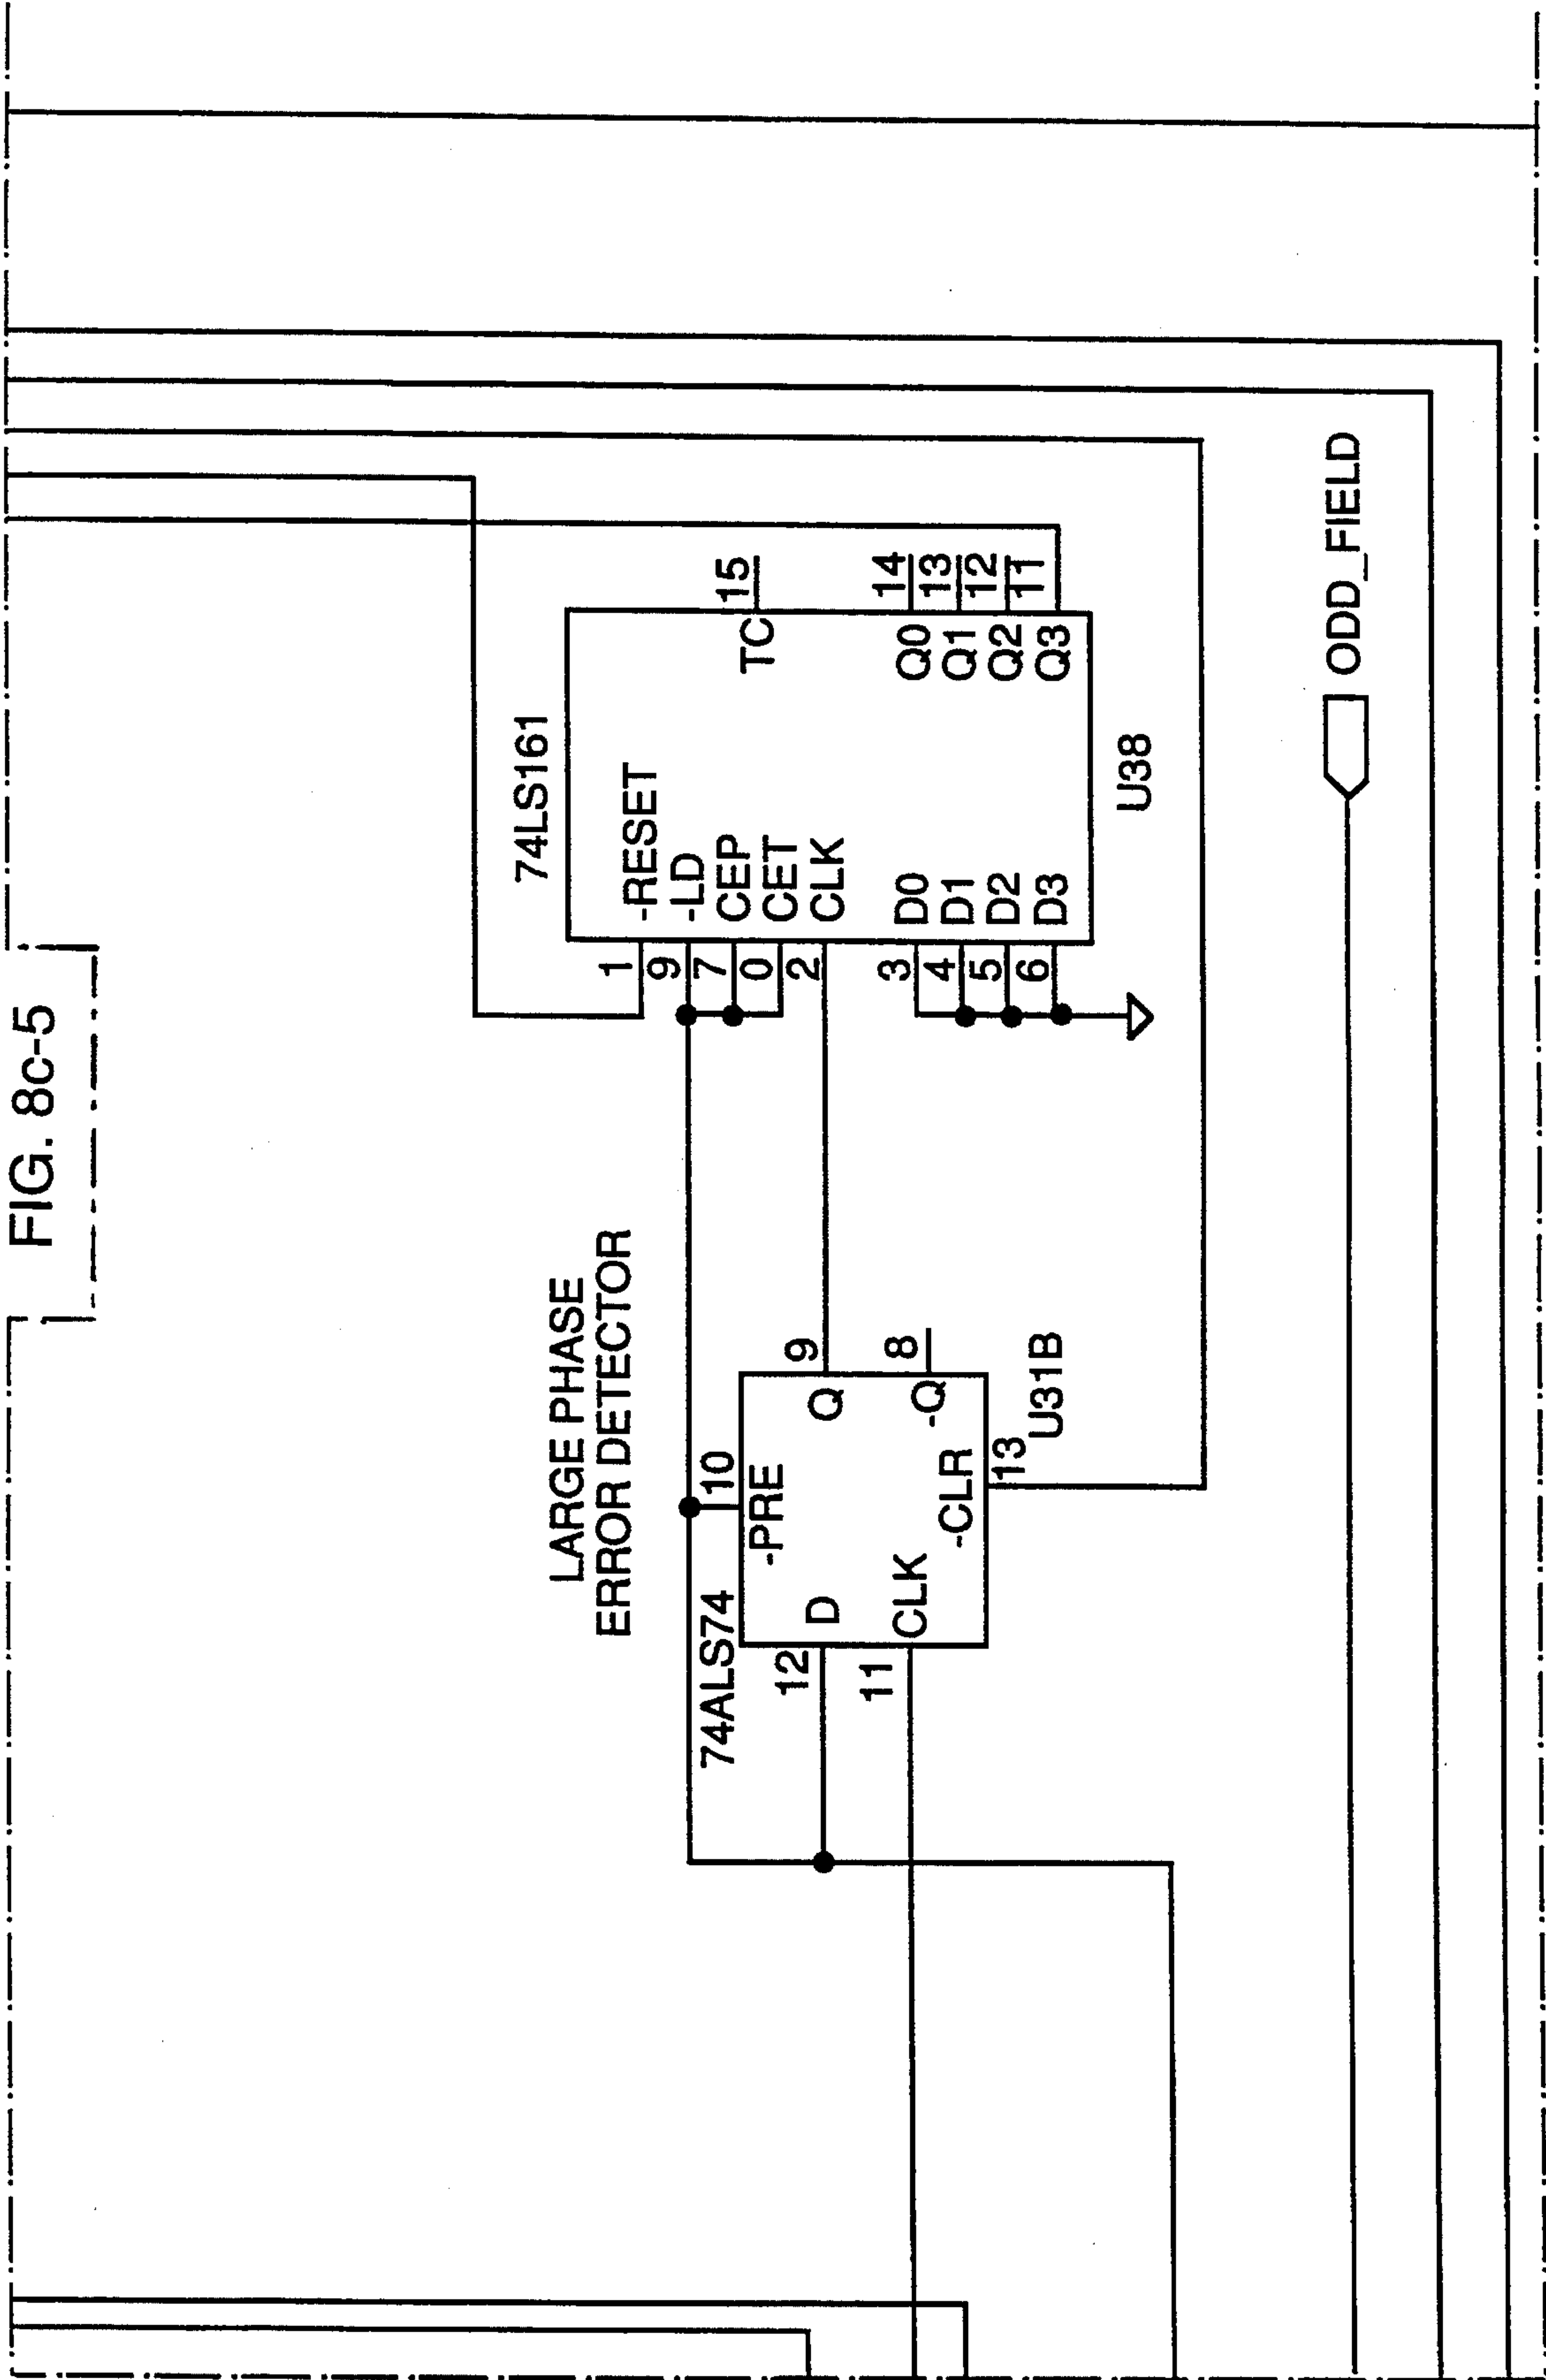 FIG. 8c-5
LARGE PHASE
ERROR DETECTOR
74ALS74
10
-PRE
12
D
Q
9
11
CLK
-Q
8
-CLR
13
U31B
74LS161
1
-RESET
9
-LD
7
CEP
0
CET
2
CLK
TC
15
3
D0
Q0
14
4
D1
Q1
13
5
D2
Q2
12
6
D3
Q3
11
U38
ODD_FIELD